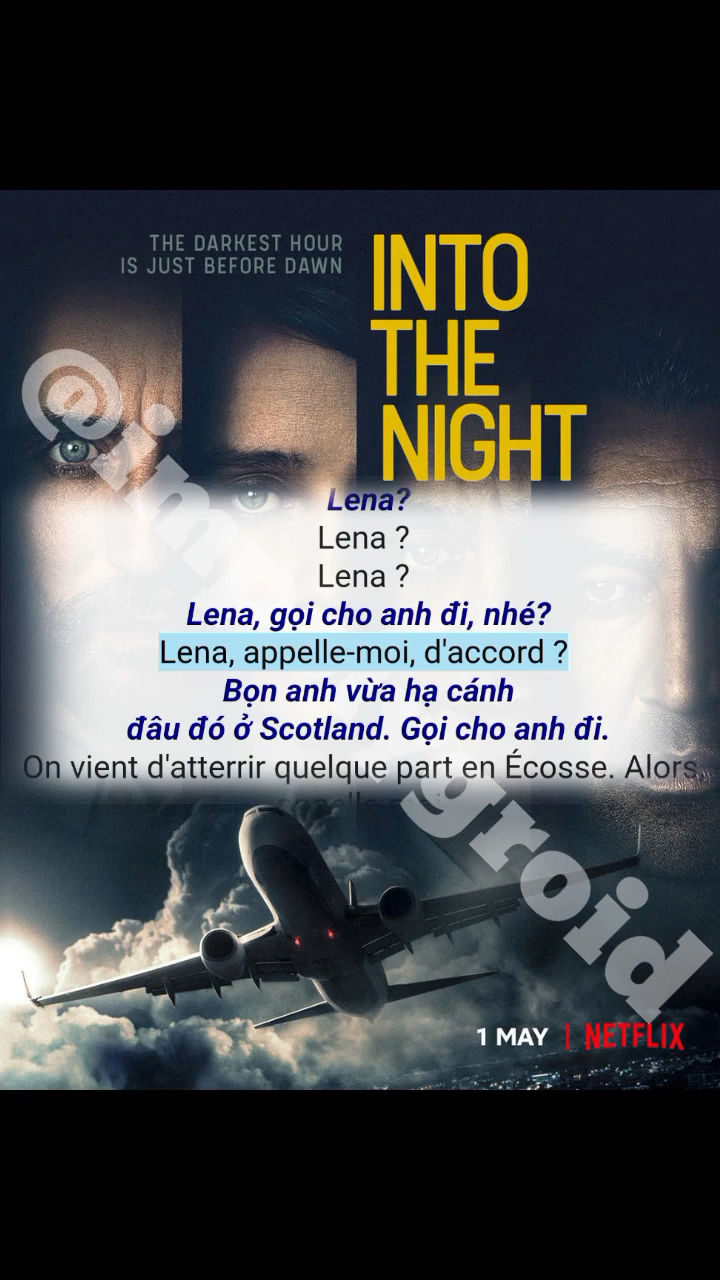 THE DARKEST HOUR
IS JUST BEFORE DAWN
INTO
THE
NIGHT
Lena?
Lena ?
Lena ?
Lena, gọi cho anh đi, nhé?
Lena, appelle-moi, d'accord ?
Bọn anh vừa hạ cánh
đâu đó ở Scotland. Gọi cho anh đi.
On vient d'atterrir quelque part en Écosse. Alors
1 MAY | NETFLIX